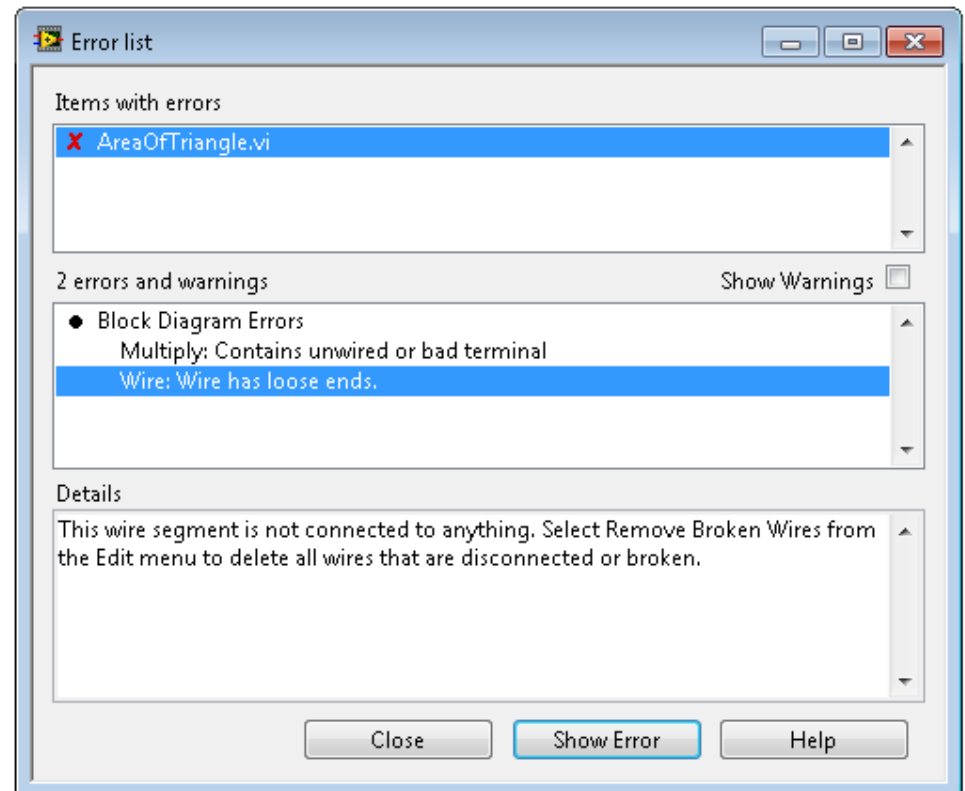 Error list
Items with errors
AreaOfTriangle.vi
2 errors and warnings Show Warnings
Block Diagram Errors
Multiply: Contains unwired or bad terminal
Wire: Wire has loose ends.
Details
This wire segment is not connected to anything. Select Remove Broken Wires from
the Edit menu to delete all wires that are disconnected or broken.
Close Show Error Help